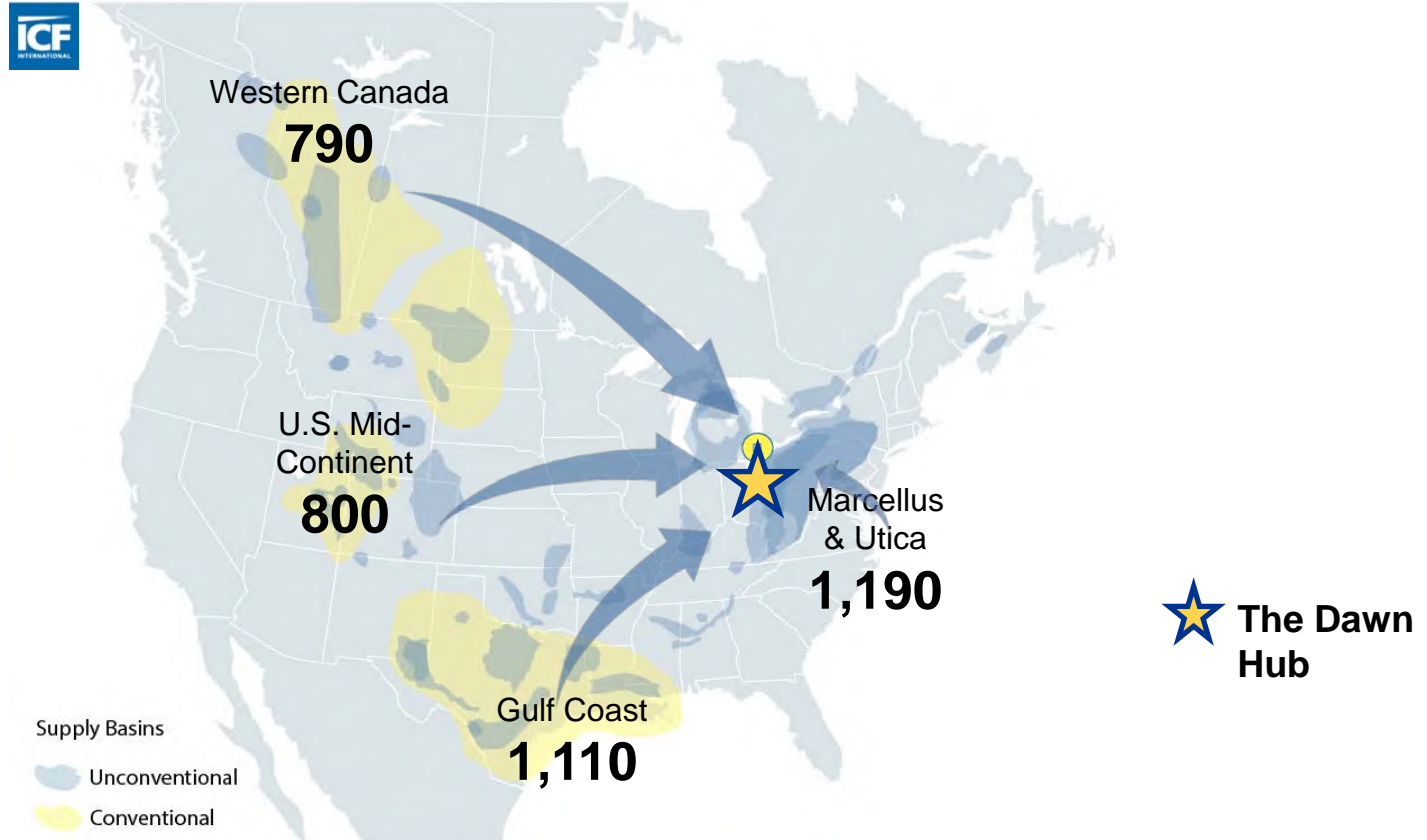 ICF
INTERNATIONAL
Western Canada
790
U.S. Mid-
Continent
800
Marcellus
& Utica
1,190
Gulf Coast
1,110
The Dawn
Hub
Supply Basins
Unconventional
Conventional